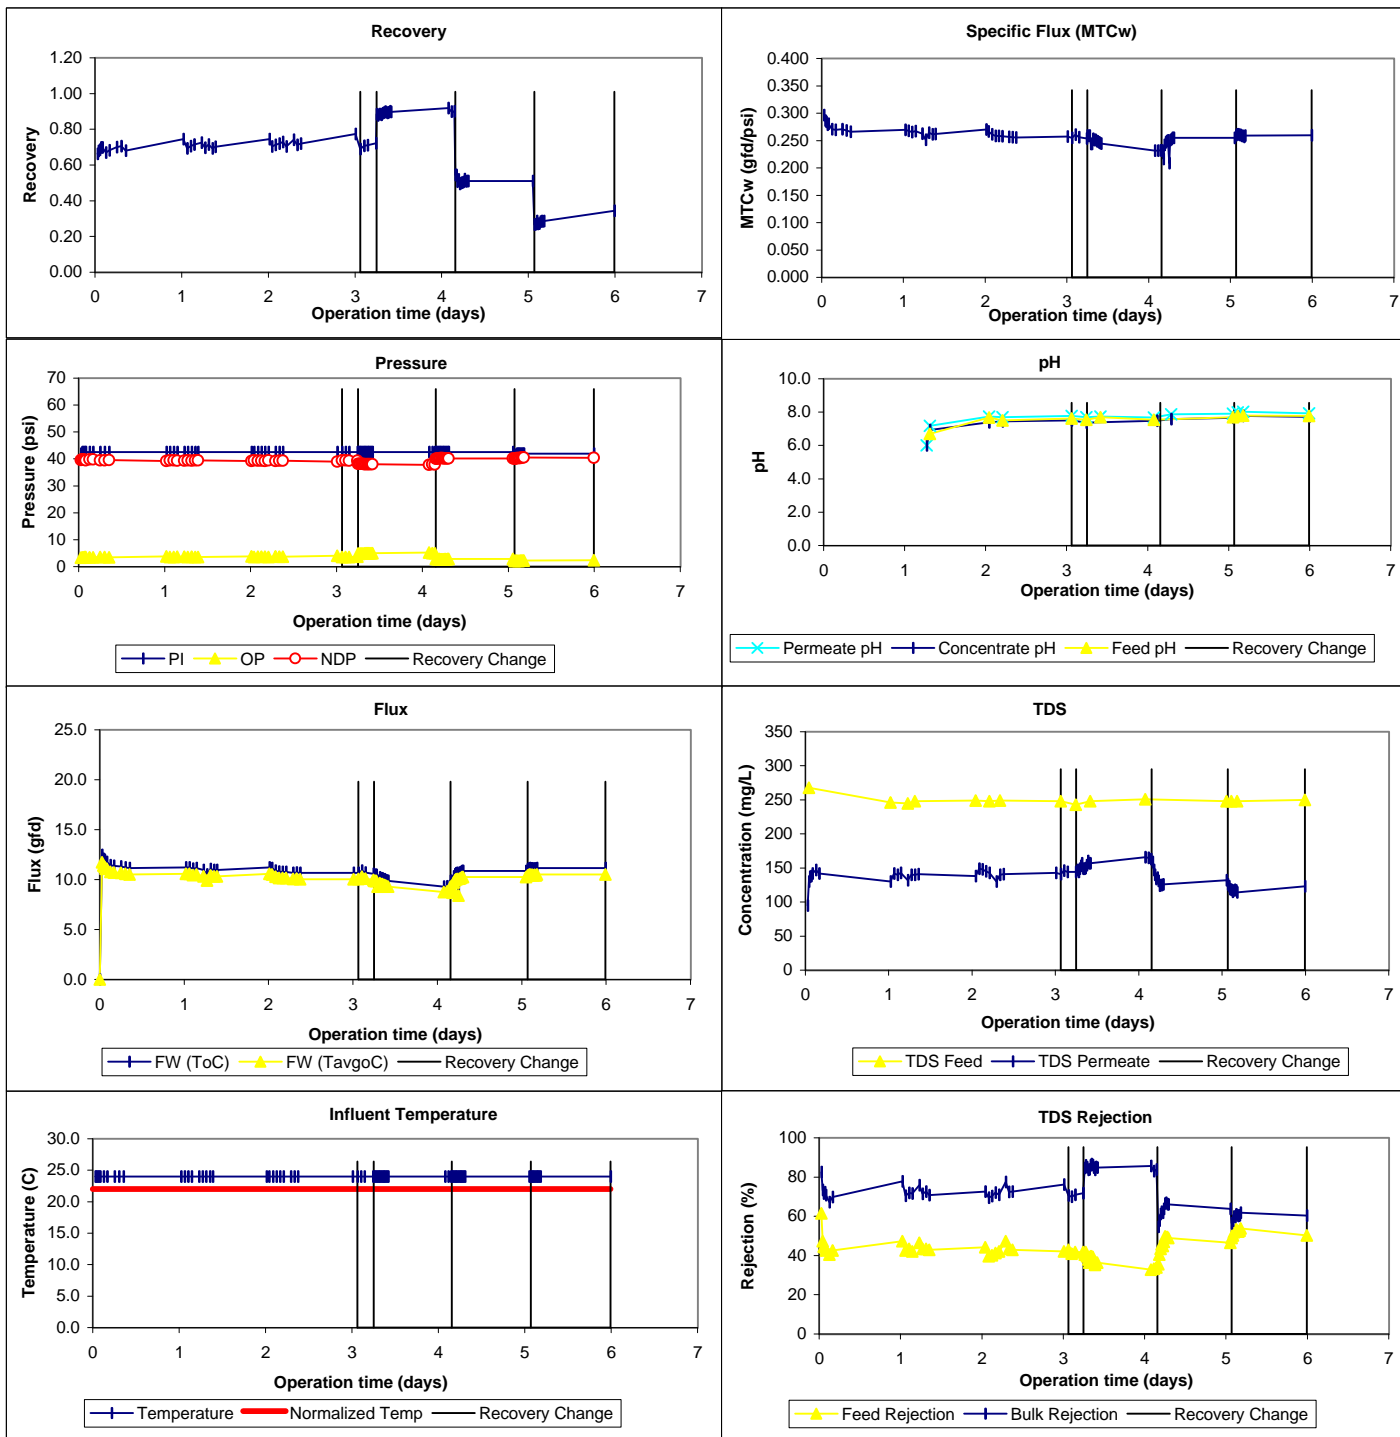 Recovery
1.20
1.00
0.80
0.60
0.40
0.20
0.00
Recovery
0 1 2 3 4 5 6 7
Operation time (days)
Specific Flux (MTCw)
0.400
0.350
0.300
0.250
0.200
0.150
0.100
0.050
0.000
MTCw (gfd/psi)
0 1 2 3 4 5 6 7
Operation time (days)
Pressure
70
60
50
40
30
20
10
0
Pressure (psi)
0 1 2 3 4 5 6 7
Operation time (days)
PI OP NDP Recovery Change
pH
10.0
8.0
6.0
4.0
2.0
0.0
pH
0 1 2 3 4 5 6 7
Operation time (days)
Permeate pH Concentrate pH Feed pH Recovery Change
Flux
25.0
20.0
15.0
10.0
5.0
0.0
Flux (gfd)
0 1 2 3 4 5 6 7
Operation time (days)
FW (ToC) FW (TavgoC) Recovery Change
TDS
350
300
250
200
150
100
50
0
Concentration (mg/L)
0 1 2 3 4 5 6 7
Operation time (days)
TDS Feed TDS Permeate Recovery Change
Influent Temperature
30.0
25.0
20.0
15.0
10.0
5.0
0.0
Temperature (C)
0 1 2 3 4 5 6 7
Operation time (days)
Temperature Normalized Temp Recovery Change
TDS Rejection
100
80
60
40
20
0
Rejection (%)
0 1 2 3 4 5 6 7
Operation time (days)
Feed Rejection Bulk Rejection Recovery Change